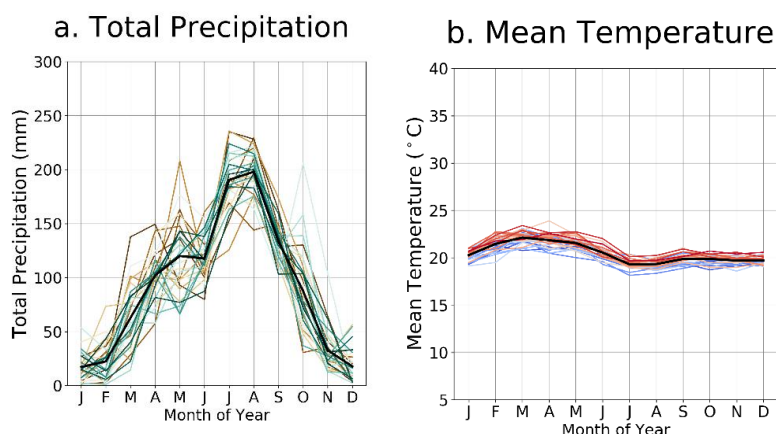 a. Total Precipitation
300
250
200
150
100
50
0
Total Precipitation (mm)
J F M A M J J A S O N D
Month of Year
b. Mean Temperature
40
35
30
25
20
15
10
5
Mean Temperature (°C)
J F M A M J J A S O N D
Month of Year